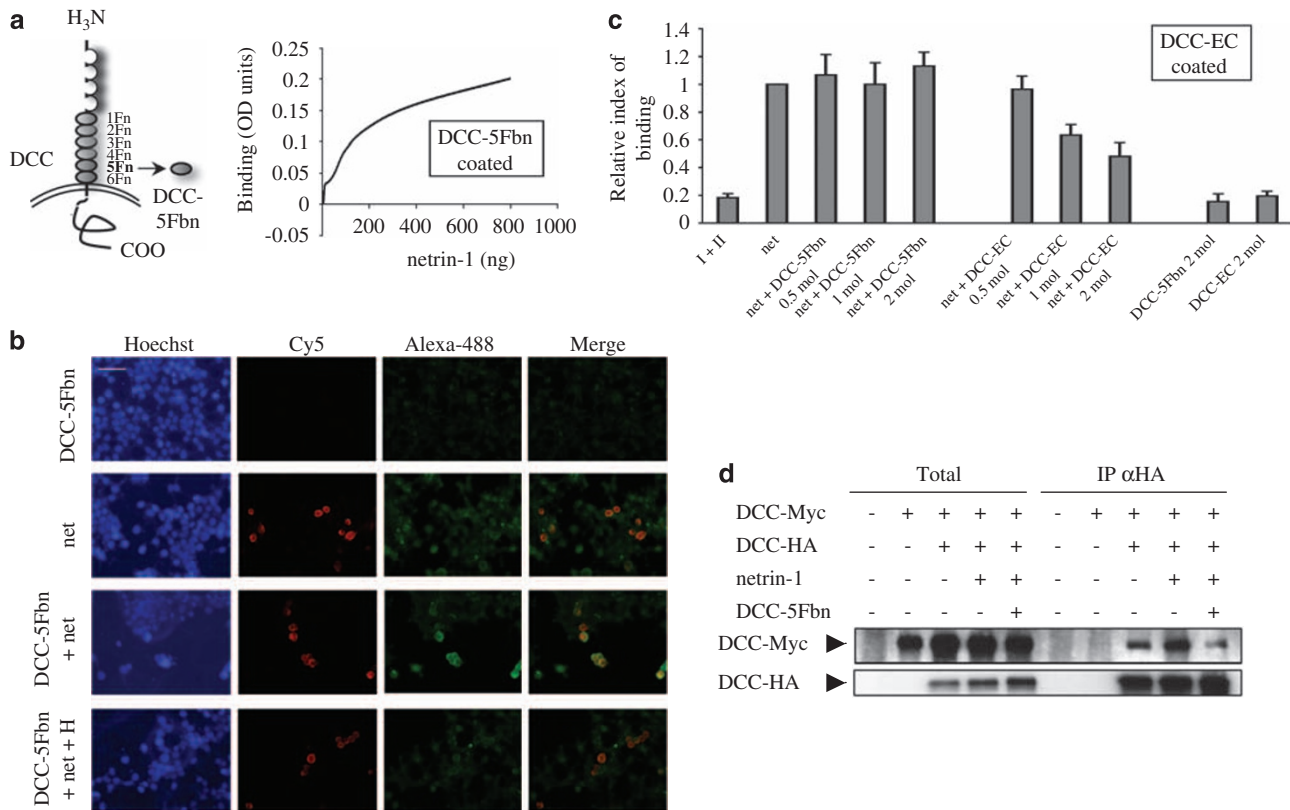 a
H3N
DCC
1Fn
2Fn
3Fn
4Fn
5Fn
6Fn
DCC-
5Fbn
COO
Binding (OD units)
0.25
0.2
0.15
0.1
0.05
0
-0.05
200 400 600 800 1000
netrin-1 (ng)
DCC-5Fbn
coated
c
Relative index of
binding
1.4
1.2
1
0.8
0.6
0.4
0.2
0
DCC-EC
coated
I + II
net
net + DCC-5Fbn
0.5 mol
net + DCC-5Fbn
1 mol
net + DCC-5Fbn
2 mol
net + DCC-EC
0.5 mol
net + DCC-EC
1 mol
net + DCC-EC
2 mol
DCC-5Fbn 2 mol
DCC-EC 2 mol
b
Hoechst Cy5 Alexa-488 Merge
DCC-5Fbn
net
DCC-5Fbn
+ net
DCC-5Fbn
+ net + H
d
Total IP αHA
DCC-Myc - + + + + - + + + +
DCC-HA - - + + + - - + + +
netrin-1 - - - + + - - - + +
DCC-5Fbn - - - - + - - - - +
DCC-Myc
DCC-HA